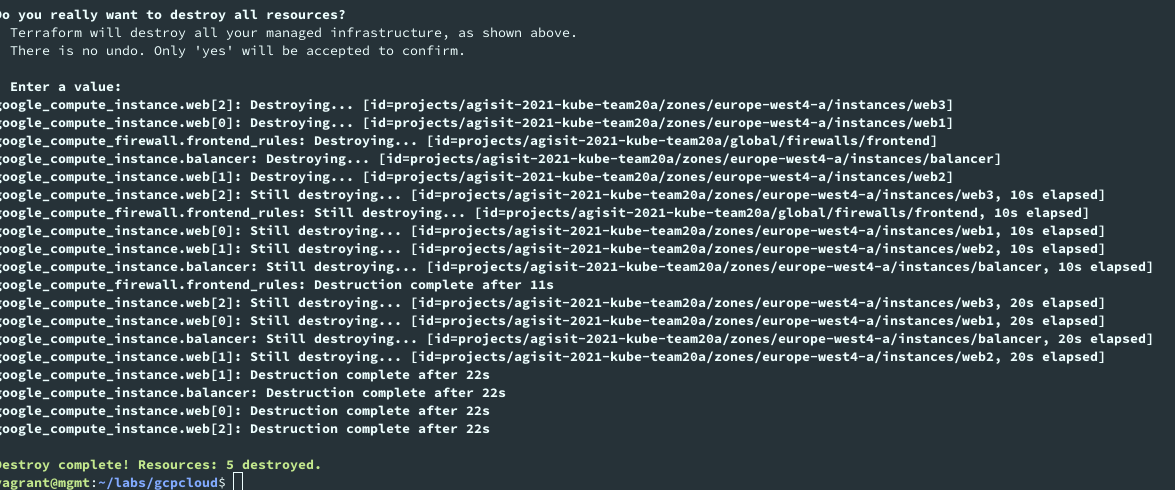 Do you really want to destroy all resources?
  Terraform will destroy all your managed infrastructure, as shown above.
  There is no undo. Only 'yes' will be accepted to confirm.

  Enter a value:
google_compute_instance.web[2]: Destroying... [id=projects/agisit-2021-kube-team20a/zones/europe-west4-a/instances/web3]
google_compute_instance.web[0]: Destroying... [id=projects/agisit-2021-kube-team20a/zones/europe-west4-a/instances/web1]
google_compute_firewall.frontend_rules: Destroying... [id=projects/agisit-2021-kube-team20a/global/firewalls/frontend]
google_compute_instance.balancer: Destroying... [id=projects/agisit-2021-kube-team20a/zones/europe-west4-a/instances/balancer]
google_compute_instance.web[1]: Destroying... [id=projects/agisit-2021-kube-team20a/zones/europe-west4-a/instances/web2]
google_compute_instance.web[2]: Still destroying... [id=projects/agisit-2021-kube-team20a/zones/europe-west4-a/instances/web3, 10s elapsed]
google_compute_firewall.frontend_rules: Still destroying... [id=projects/agisit-2021-kube-team20a/global/firewalls/frontend, 10s elapsed]
google_compute_instance.web[0]: Still destroying... [id=projects/agisit-2021-kube-team20a/zones/europe-west4-a/instances/web1, 10s elapsed]
google_compute_instance.web[1]: Still destroying... [id=projects/agisit-2021-kube-team20a/zones/europe-west4-a/instances/web2, 10s elapsed]
google_compute_instance.balancer: Still destroying... [id=projects/agisit-2021-kube-team20a/zones/europe-west4-a/instances/balancer, 10s elapsed]
google_compute_firewall.frontend_rules: Destruction complete after 11s
google_compute_instance.web[2]: Still destroying... [id=projects/agisit-2021-kube-team20a/zones/europe-west4-a/instances/web3, 20s elapsed]
google_compute_instance.web[0]: Still destroying... [id=projects/agisit-2021-kube-team20a/zones/europe-west4-a/instances/web1, 20s elapsed]
google_compute_instance.balancer: Still destroying... [id=projects/agisit-2021-kube-team20a/zones/europe-west4-a/instances/balancer, 20s elapsed]
google_compute_instance.web[1]: Still destroying... [id=projects/agisit-2021-kube-team20a/zones/europe-west4-a/instances/web2, 20s elapsed]
google_compute_instance.web[1]: Destruction complete after 22s
google_compute_instance.balancer: Destruction complete after 22s
google_compute_instance.web[0]: Destruction complete after 22s
google_compute_instance.web[2]: Destruction complete after 22s

Destroy complete! Resources: 5 destroyed.
vagrant@mgmt:~/labs/gcpcloud$